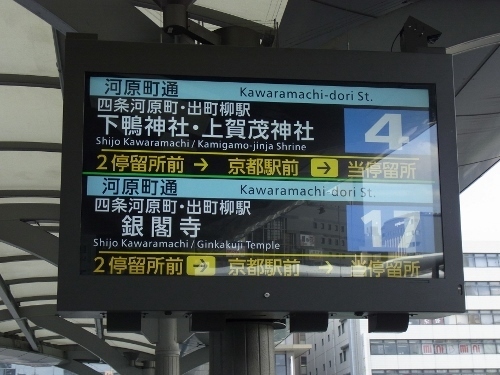 河原町通 Kawaramachi-dori St.
四条河原町・出町柳駅
下鴨神社・上賀茂神社 4
Shijo Kawaramachi / Kamigamo-jinja Shrine
2停留所前 → 京都駅前 → 当停留所
河原町通 Kawaramachi-dori St.
四条河原町・出町柳駅
銀閣寺 17
Shijo Kawaramachi / Ginkakuji Temple
2停留所前 → 京都駅前 → 当停留所